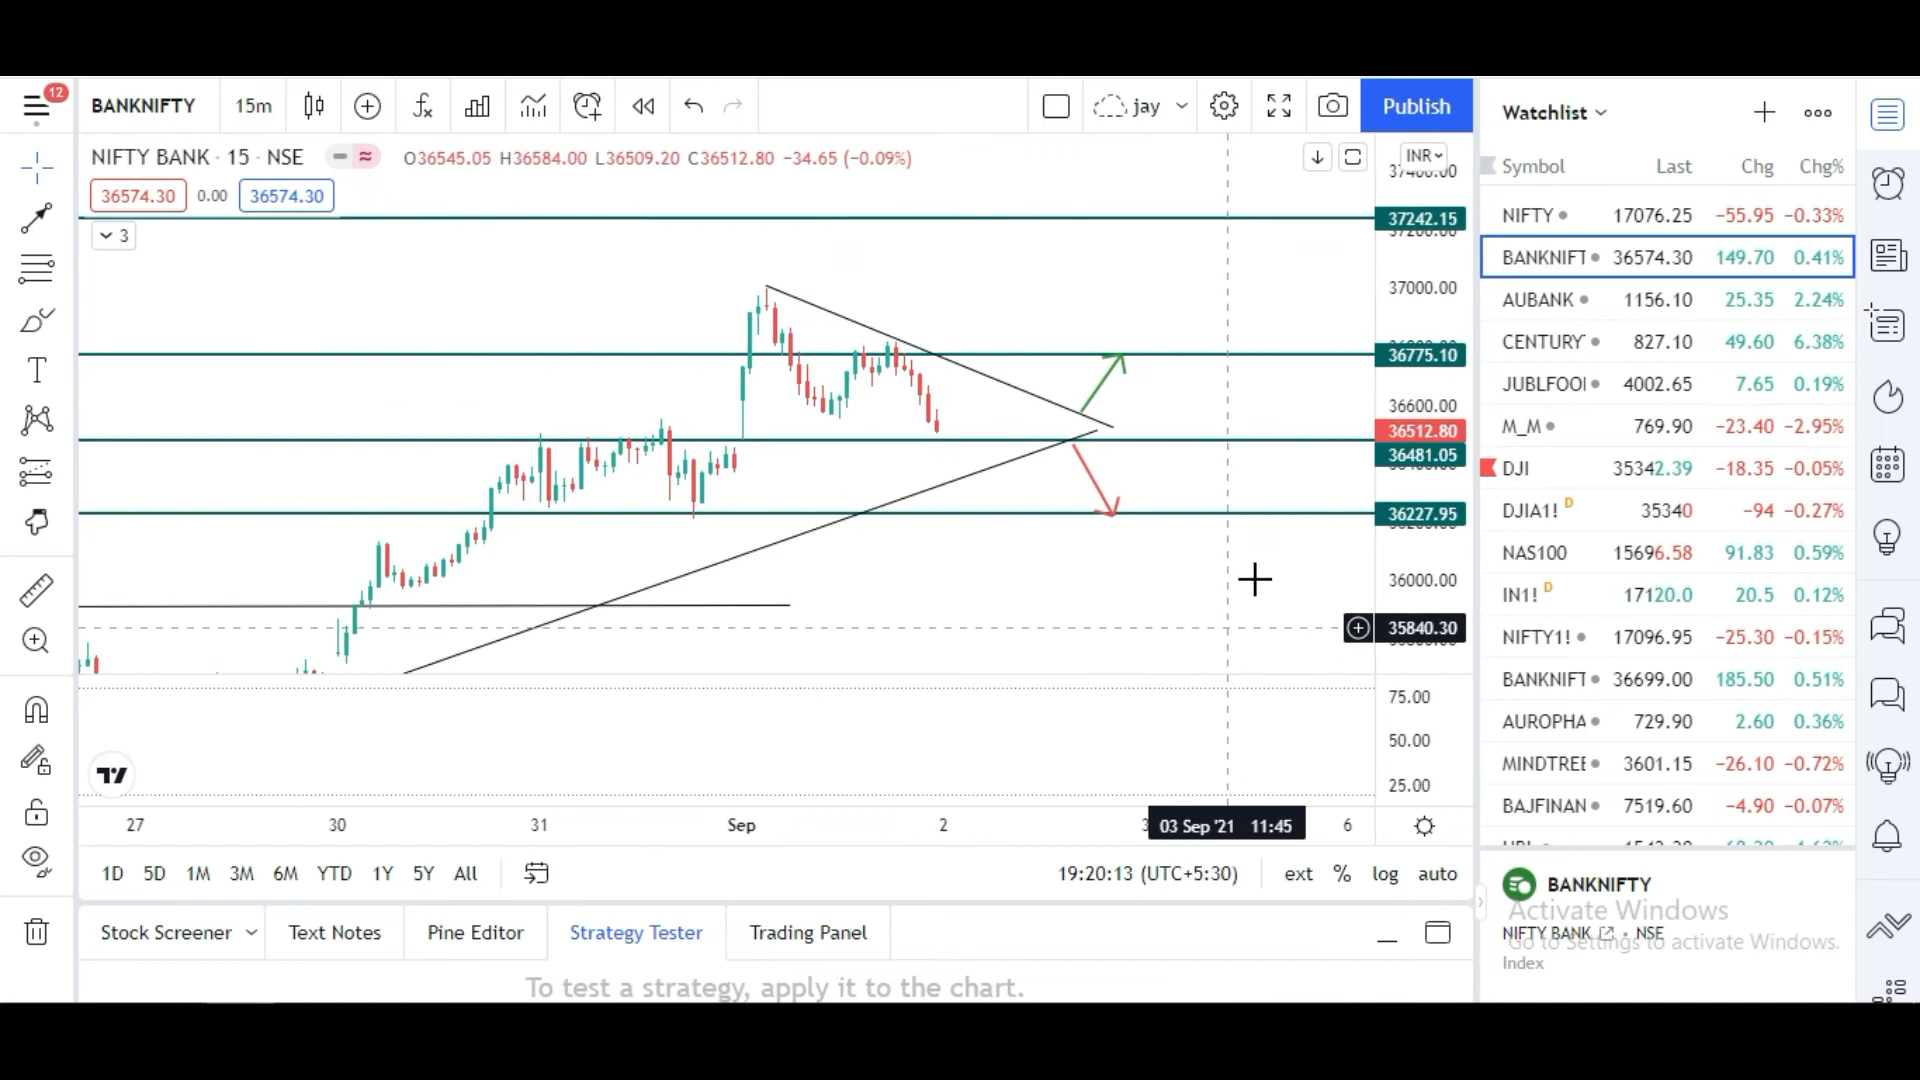 12
BANKNIFTY 15m jay Publish
NIFTY BANK · 15 · NSE O36545.05 H36584.00 L36509.20 C36512.80 −34.65 (−0.09%)
36574.30 0.00 36574.30
3
INR
37242.15
37000.00
36775.10
36600.00
36512.80
36481.05
36227.95
36000.00
35840.30
75.00
50.00
25.00
27 30 31 Sep 2 03 Sep '21 11:45 6
1D 5D 1M 3M 6M YTD 1Y 5Y All 19:20:13 (UTC+5:30) ext % log auto
Stock Screener Text Notes Pine Editor Strategy Tester Trading Panel
To test a strategy, apply it to the chart.
Watchlist
Symbol Last Chg Chg%
NIFTY 17076.25 −55.95 −0.33%
BANKNIFT 36574.30 149.70 0.41%
AUBANK 1156.10 25.35 2.24%
CENTURY 827.10 49.60 6.38%
JUBLFOOI 4002.65 7.65 0.19%
M_M 769.90 −23.40 −2.95%
DJI 35342.39 −18.35 −0.05%
DJIA1! D 35340 −94 −0.27%
NAS100 15696.58 91.83 0.59%
IN1! D 17120.0 20.5 0.12%
NIFTY1! 17096.95 −25.30 −0.15%
BANKNIFT 36699.00 185.50 0.51%
AUROPHA 729.90 2.60 0.36%
MINDTREE 3601.15 −26.10 −0.72%
BAJFINAN 7519.60 −4.90 −0.07%
BANKNIFTY
Activate Windows
NIFTY BANK · NSE
Go to Settings to activate Windows.
Index